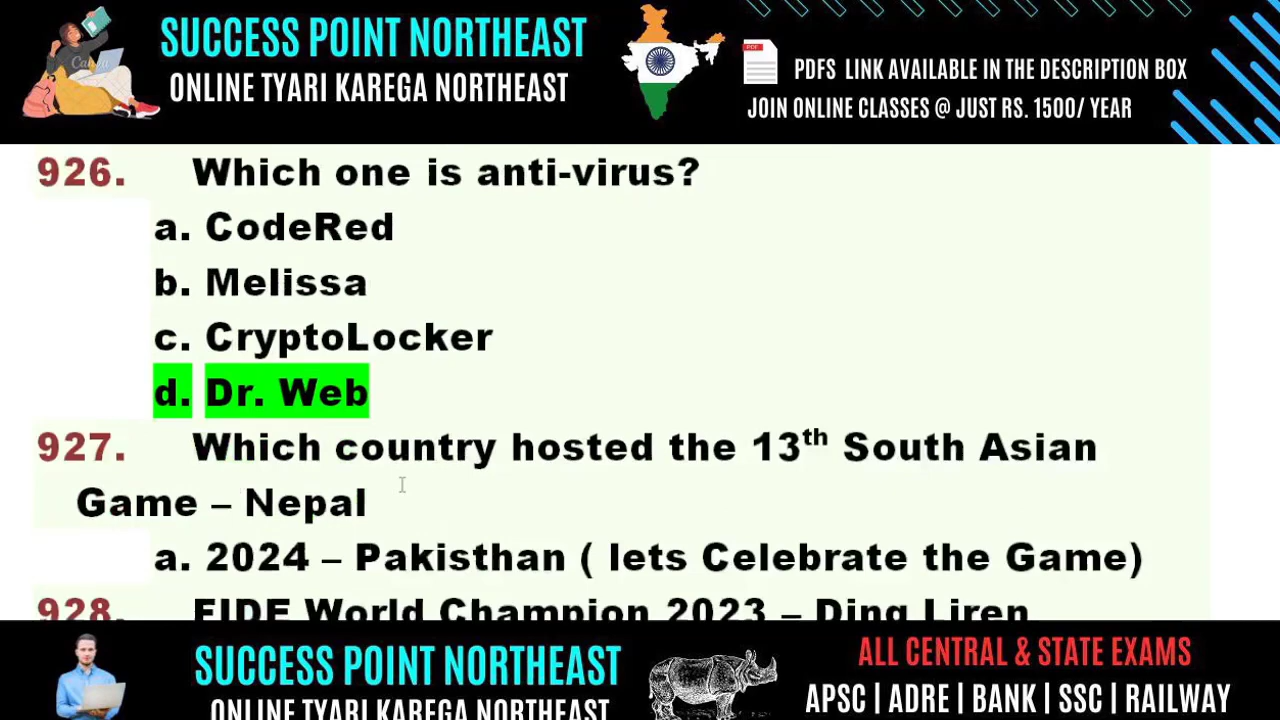 SUCCESS POINT NORTHEAST
ONLINE TYARI KAREGA NORTHEAST
Canva
PDF
PDFS LINK AVAILABLE IN THE DESCRIPTION BOX
JOIN ONLINE CLASSES @ JUST RS. 1500/ YEAR
926. Which one is anti-virus?
a. CodeRed
b. Melissa
c. CryptoLocker
d. Dr. Web
927. Which country hosted the 13th South Asian
Game – Nepal
a. 2024 – Pakisthan ( lets Celebrate the Game)
928. FIDE World Champion 2023 – Ding Liren
SUCCESS POINT NORTHEAST
ONLINE TYARI KAREGA NORTHEAST
ALL CENTRAL & STATE EXAMS
APSC | ADRE | BANK | SSC | RAILWAY